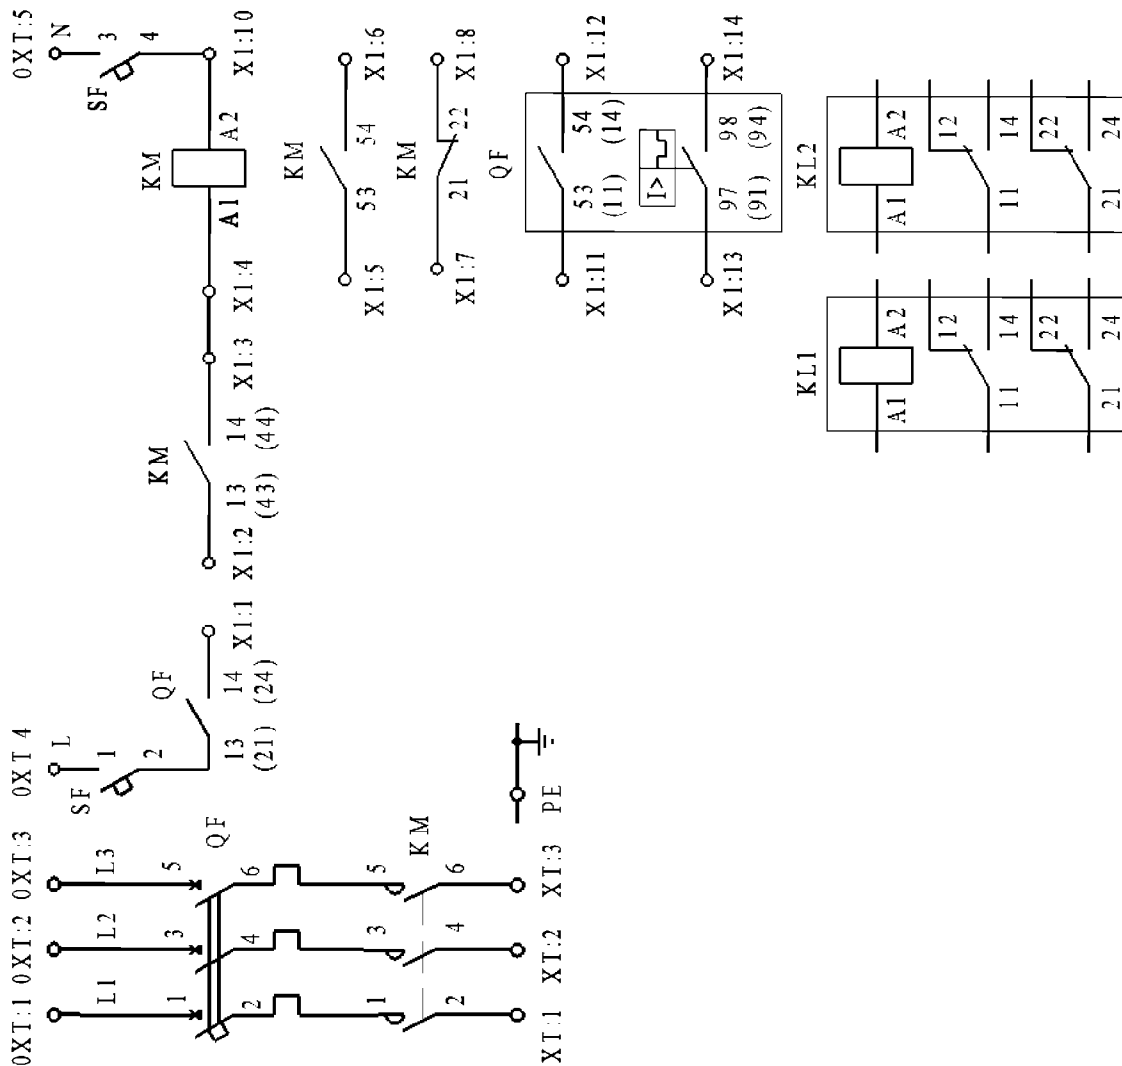 0XT:1
0XT:2
0XT:3
0XT 4
0XT:5
L1
L2
L3
L
N
1
3
5
SF
1
2
SF
3
4
QF
2
4
6
QF
13
(21)
14
(24)
X1:1
X1:2
KM
13
(43)
14
(44)
X1:3
X1:4
KM
A1
A2
X1:10
1
3
5
KM
2
4
6
XT:1
XT:2
XT:3
PE
X1:5
53
KM
54
X1:6
X1:7
21
KM
22
X1:8
QF
X1:11
53
(11)
54
(14)
X1:12
I>
X1:13
97
(91)
98
(94)
X1:14
KL1
A1
A2
12
11
14
22
21
24
KL2
A1
A2
12
11
14
22
21
24